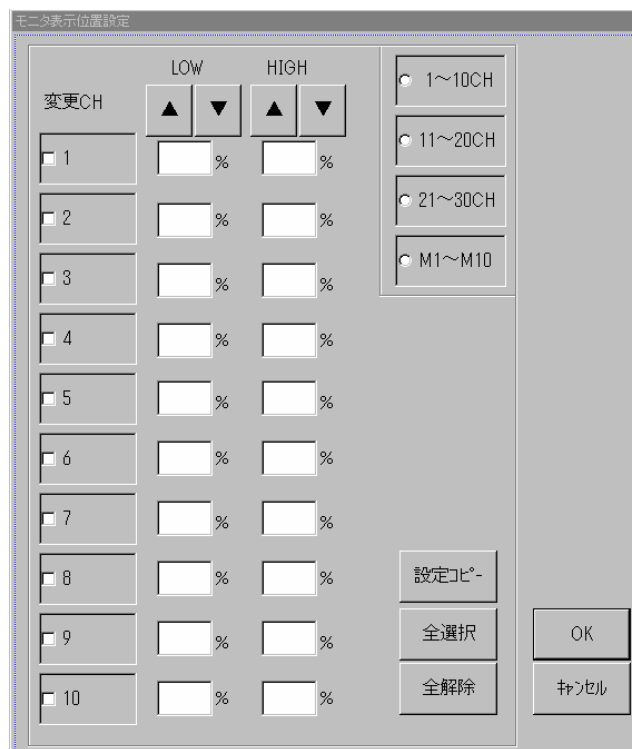 モニタ表示位置設定
LOW HIGH
変更CH ▲ ▼ ▲ ▼
1 % %
2 % %
3 % %
4 % %
5 % %
6 % %
7 % %
8 % %
9 % %
10 % %
1～10CH
11～20CH
21～30CH
M1～M10
設定ｺﾋﾟｰ
全選択
全解除
OK
ｷｬﾝｾﾙ